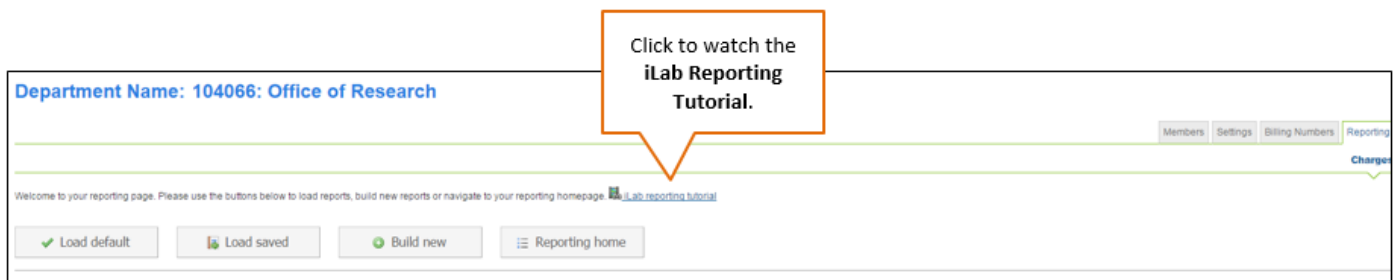 Click to watch the
iLab Reporting
Tutorial.
Department Name: 104066: Office of Research
Members Settings Billing Numbers Reporting
Charges
Welcome to your reporting page. Please use the buttons below to load reports, build new reports or navigate to your reporting homepage. iLab reporting tutorial
Load default Load saved Build new Reporting home